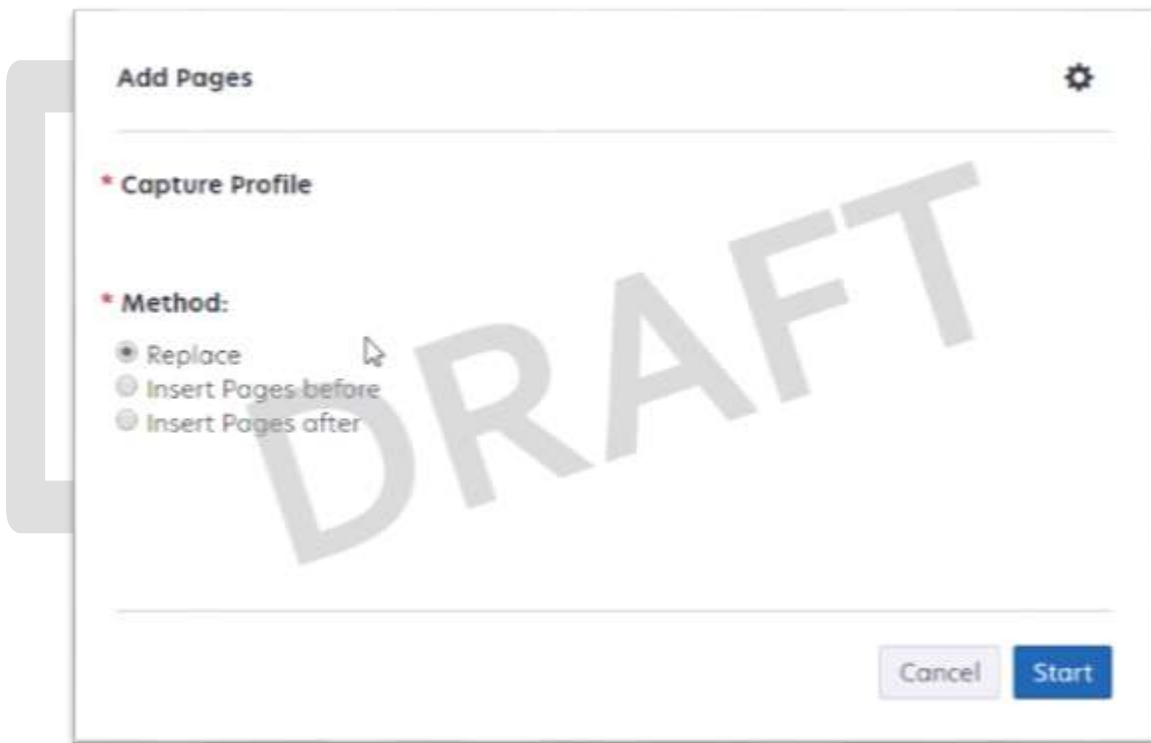 Add Pages
* Capture Profile
* Method:
Replace
Insert Pages before
Insert Pages after
DRAFT
Cancel
Start